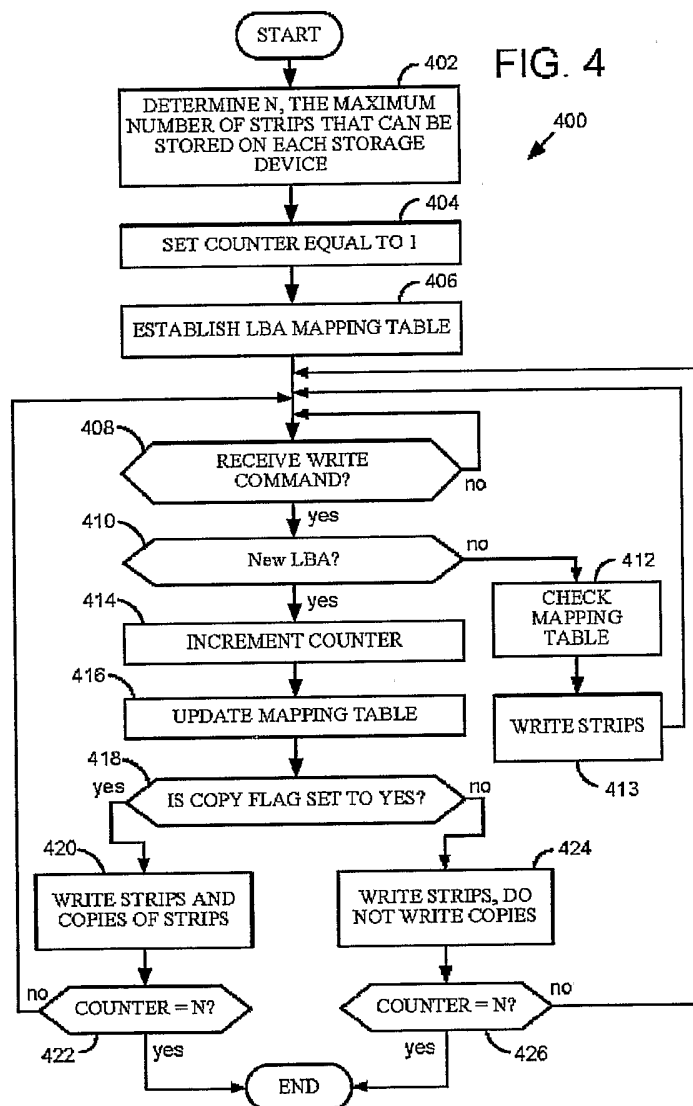 START
FIG. 4
402
DETERMINE N, THE MAXIMUM
NUMBER OF STRIPS THAT CAN BE
STORED ON EACH STORAGE
DEVICE
400
404
SET COUNTER EQUAL TO 1
406
ESTABLISH LBA MAPPING TABLE
408
RECEIVE WRITE
COMMAND?
no
yes
410
New LBA?
no
yes
412
CHECK
MAPPING
TABLE
414
INCREMENT COUNTER
416
UPDATE MAPPING TABLE
WRITE STRIPS
413
418
yes
IS COPY FLAG SET TO YES?
no
420
WRITE STRIPS AND
COPIES OF STRIPS
424
WRITE STRIPS, DO
NOT WRITE COPIES
no
COUNTER = N?
422
yes
COUNTER = N?
no
426
yes
END